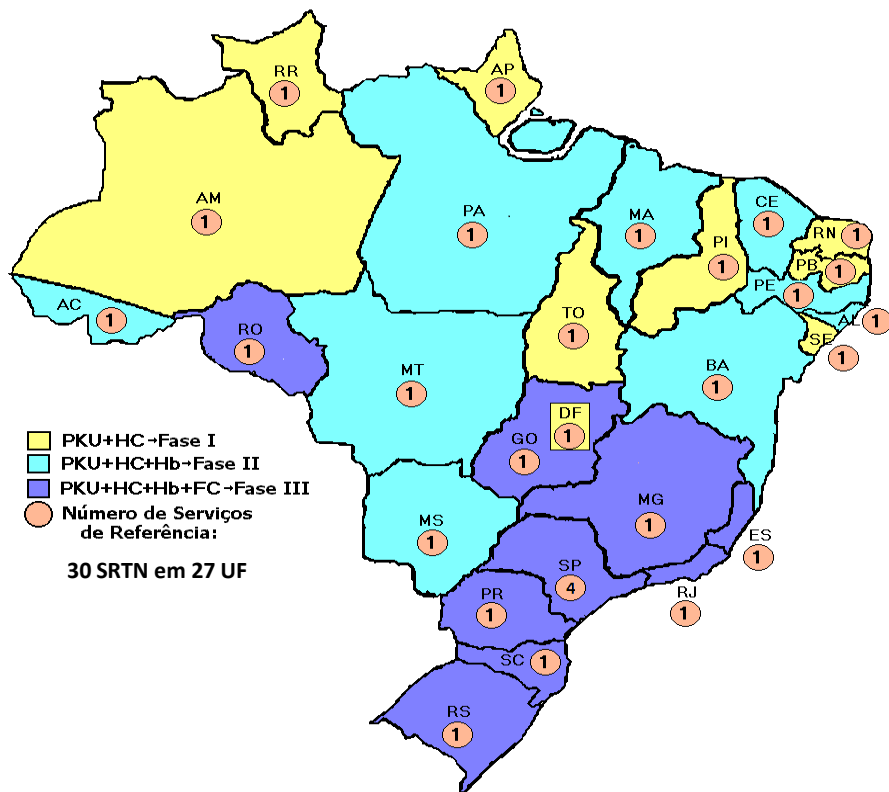 RR
1
AP
1
AM
1
PA
1
MA
1
PI
1
CE
1
RN
1
PB
1
PE
1
AL
1
SE
1
AC
1
RO
1
TO
1
MT
1
BA
1
DF
1
GO
1
MG
1
ES
1
MS
1
SP
4
RJ
1
PR
1
SC
1
RS
1
PKU+HC→Fase I
PKU+HC+Hb→Fase II
PKU+HC+Hb+FC→Fase III
Número de Serviços
de Referência:
30 SRTN em 27 UF